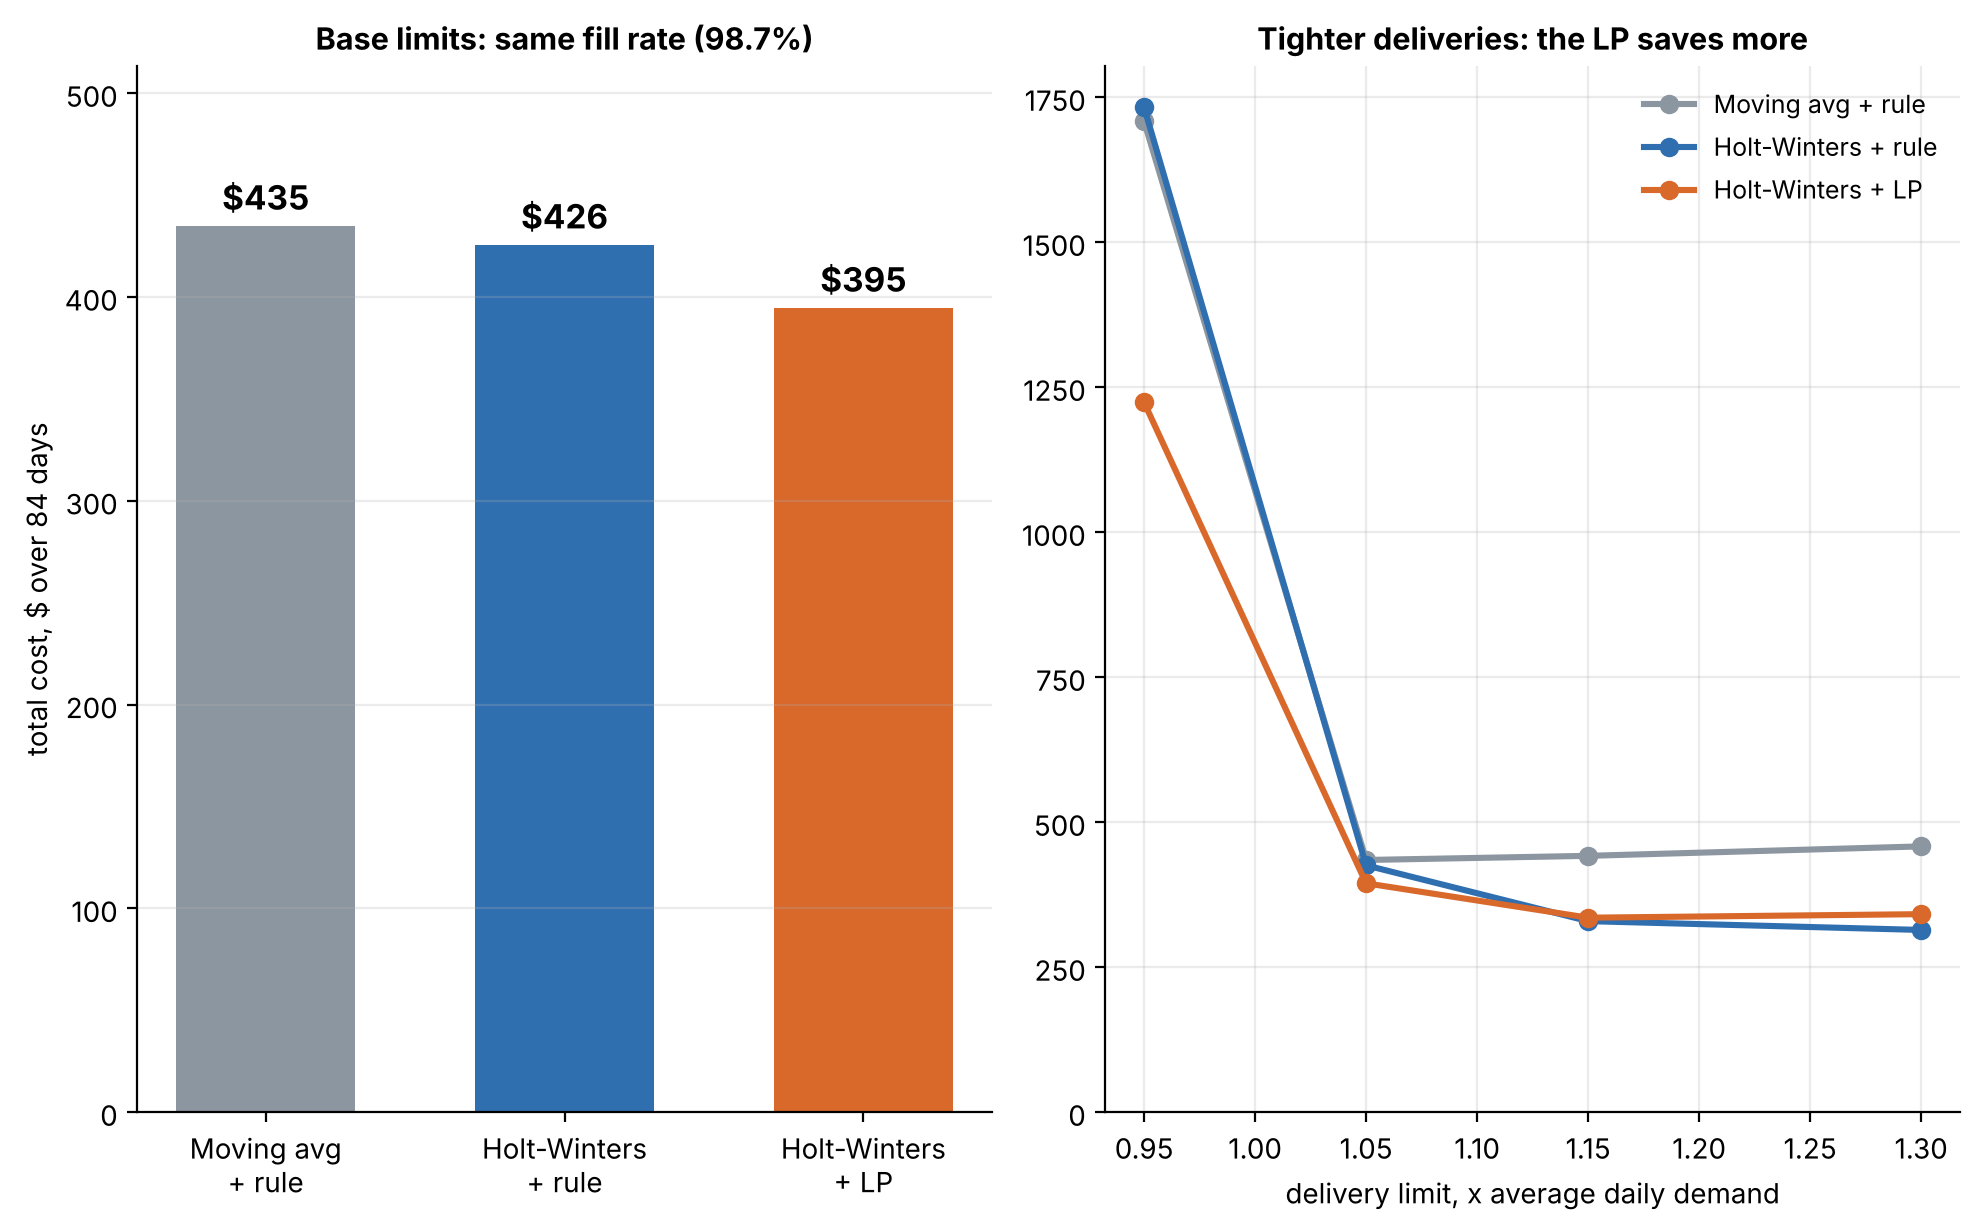 Base limits: same fill rate (98.7%)
total cost, $ over 84 days
500
400
300
200
100
0
$435
$426
$395
Moving avg
+ rule
Holt-Winters
+ rule
Holt-Winters
+ LP
Tighter deliveries: the LP saves more
1750
1500
1250
1000
750
500
250
0
Moving avg + rule
Holt-Winters + rule
Holt-Winters + LP
0.95 1.00 1.05 1.10 1.15 1.20 1.25 1.30
delivery limit, x average daily demand